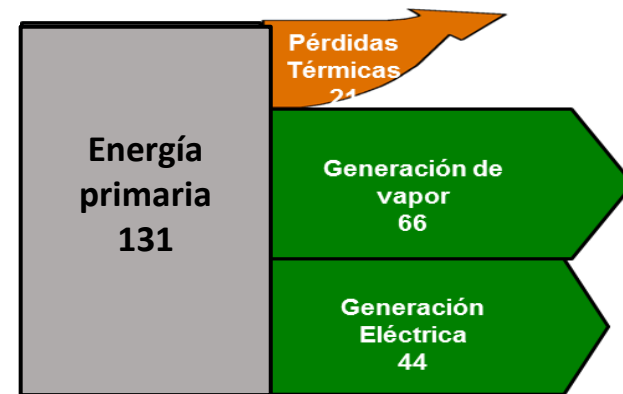 Pérdidas
Térmicas
21
Energía
primaria
131
Generación de
vapor
66
Generación
Eléctrica
44